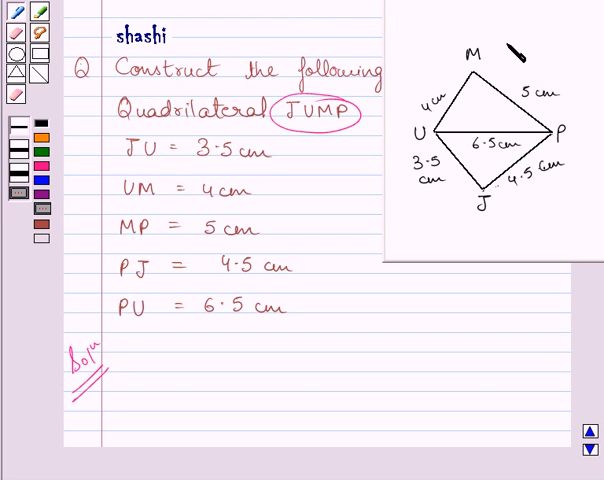 shashi
Q Construct the following
Quadrilateral JUMP
JU = 3.5 cm
UM = 4 cm
MP = 5 cm
PJ = 4.5 cm
PU = 6.5 cm
Solⁿ
M
4 cm
5 cm
U
6.5 cm
P
3.5
cm
4.5 cm
J